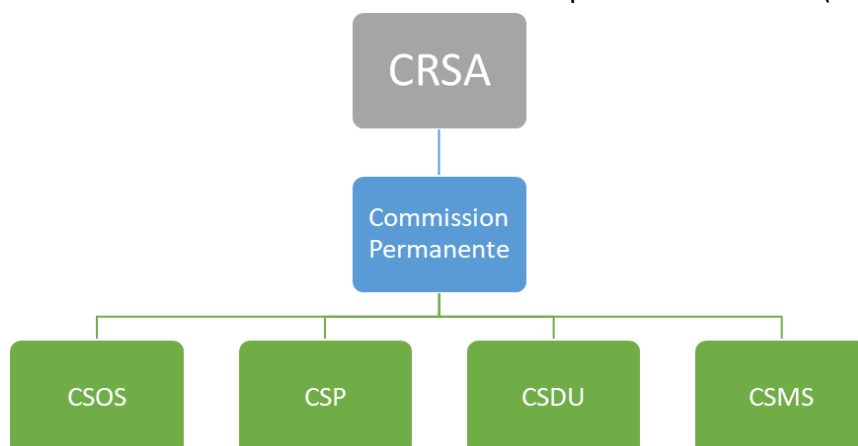 CRSA
Commission
Permanente
CSOS
CSP
CSDU
CSMS